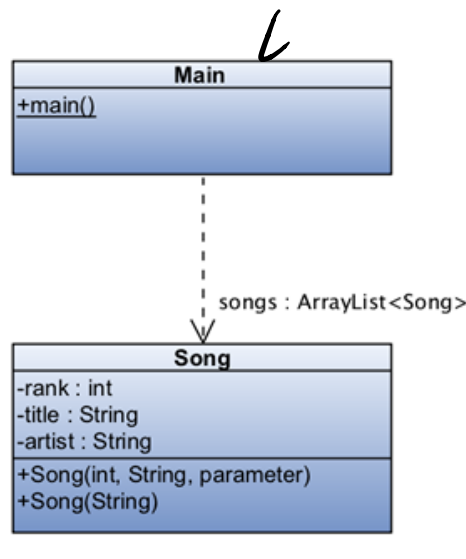 Main
+main()
songs : ArrayList<Song>
Song
-rank : int
-title : String
-artist : String
+Song(int, String, parameter)
+Song(String)